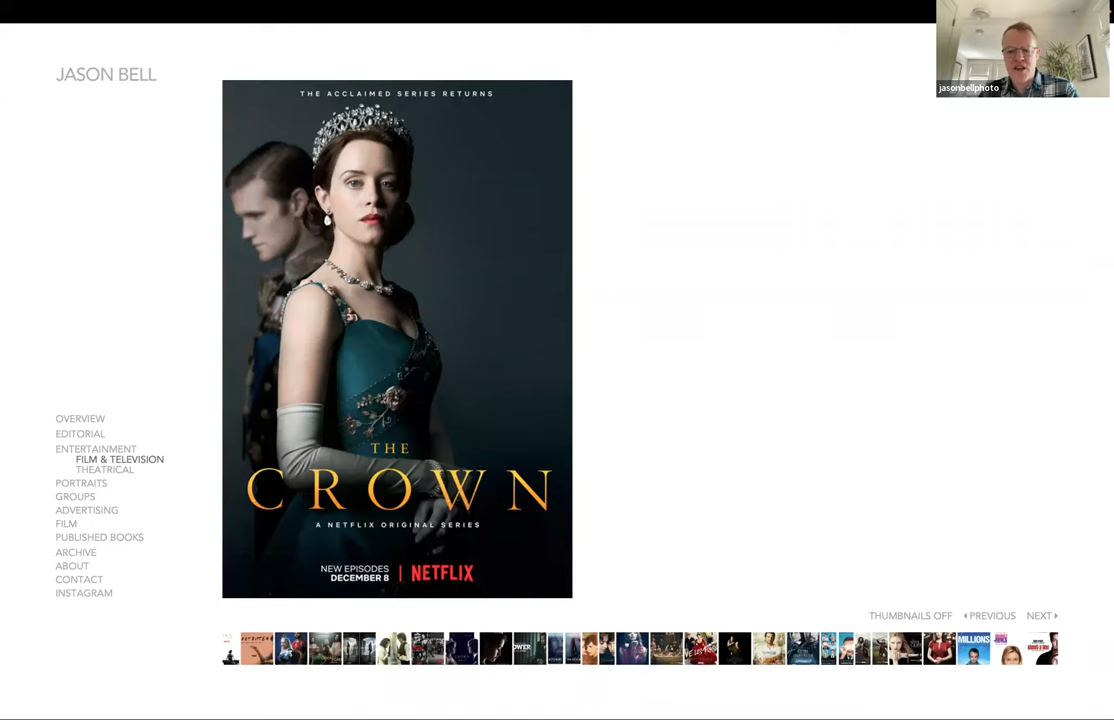 jasonbellphoto
JASON BELL
THE ACCLAIMED SERIES RETURNS
THE
CROWN
A NETFLIX ORIGINAL SERIES
NEW EPISODES
DECEMBER 8
NETFLIX
OVERVIEW
EDITORIAL
ENTERTAINMENT
FILM & TELEVISION
THEATRICAL
PORTRAITS
GROUPS
ADVERTISING
FILM
PUBLISHED BOOKS
ARCHIVE
ABOUT
CONTACT
INSTAGRAM
THUMBNAILS OFF
PREVIOUS
NEXT
MILLIONS